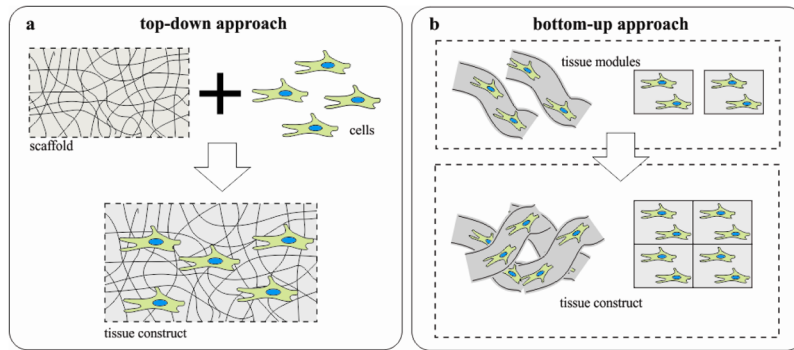 a
top-down approach
scaffold
cells
tissue construct
b
bottom-up approach
tissue modules
tissue construct